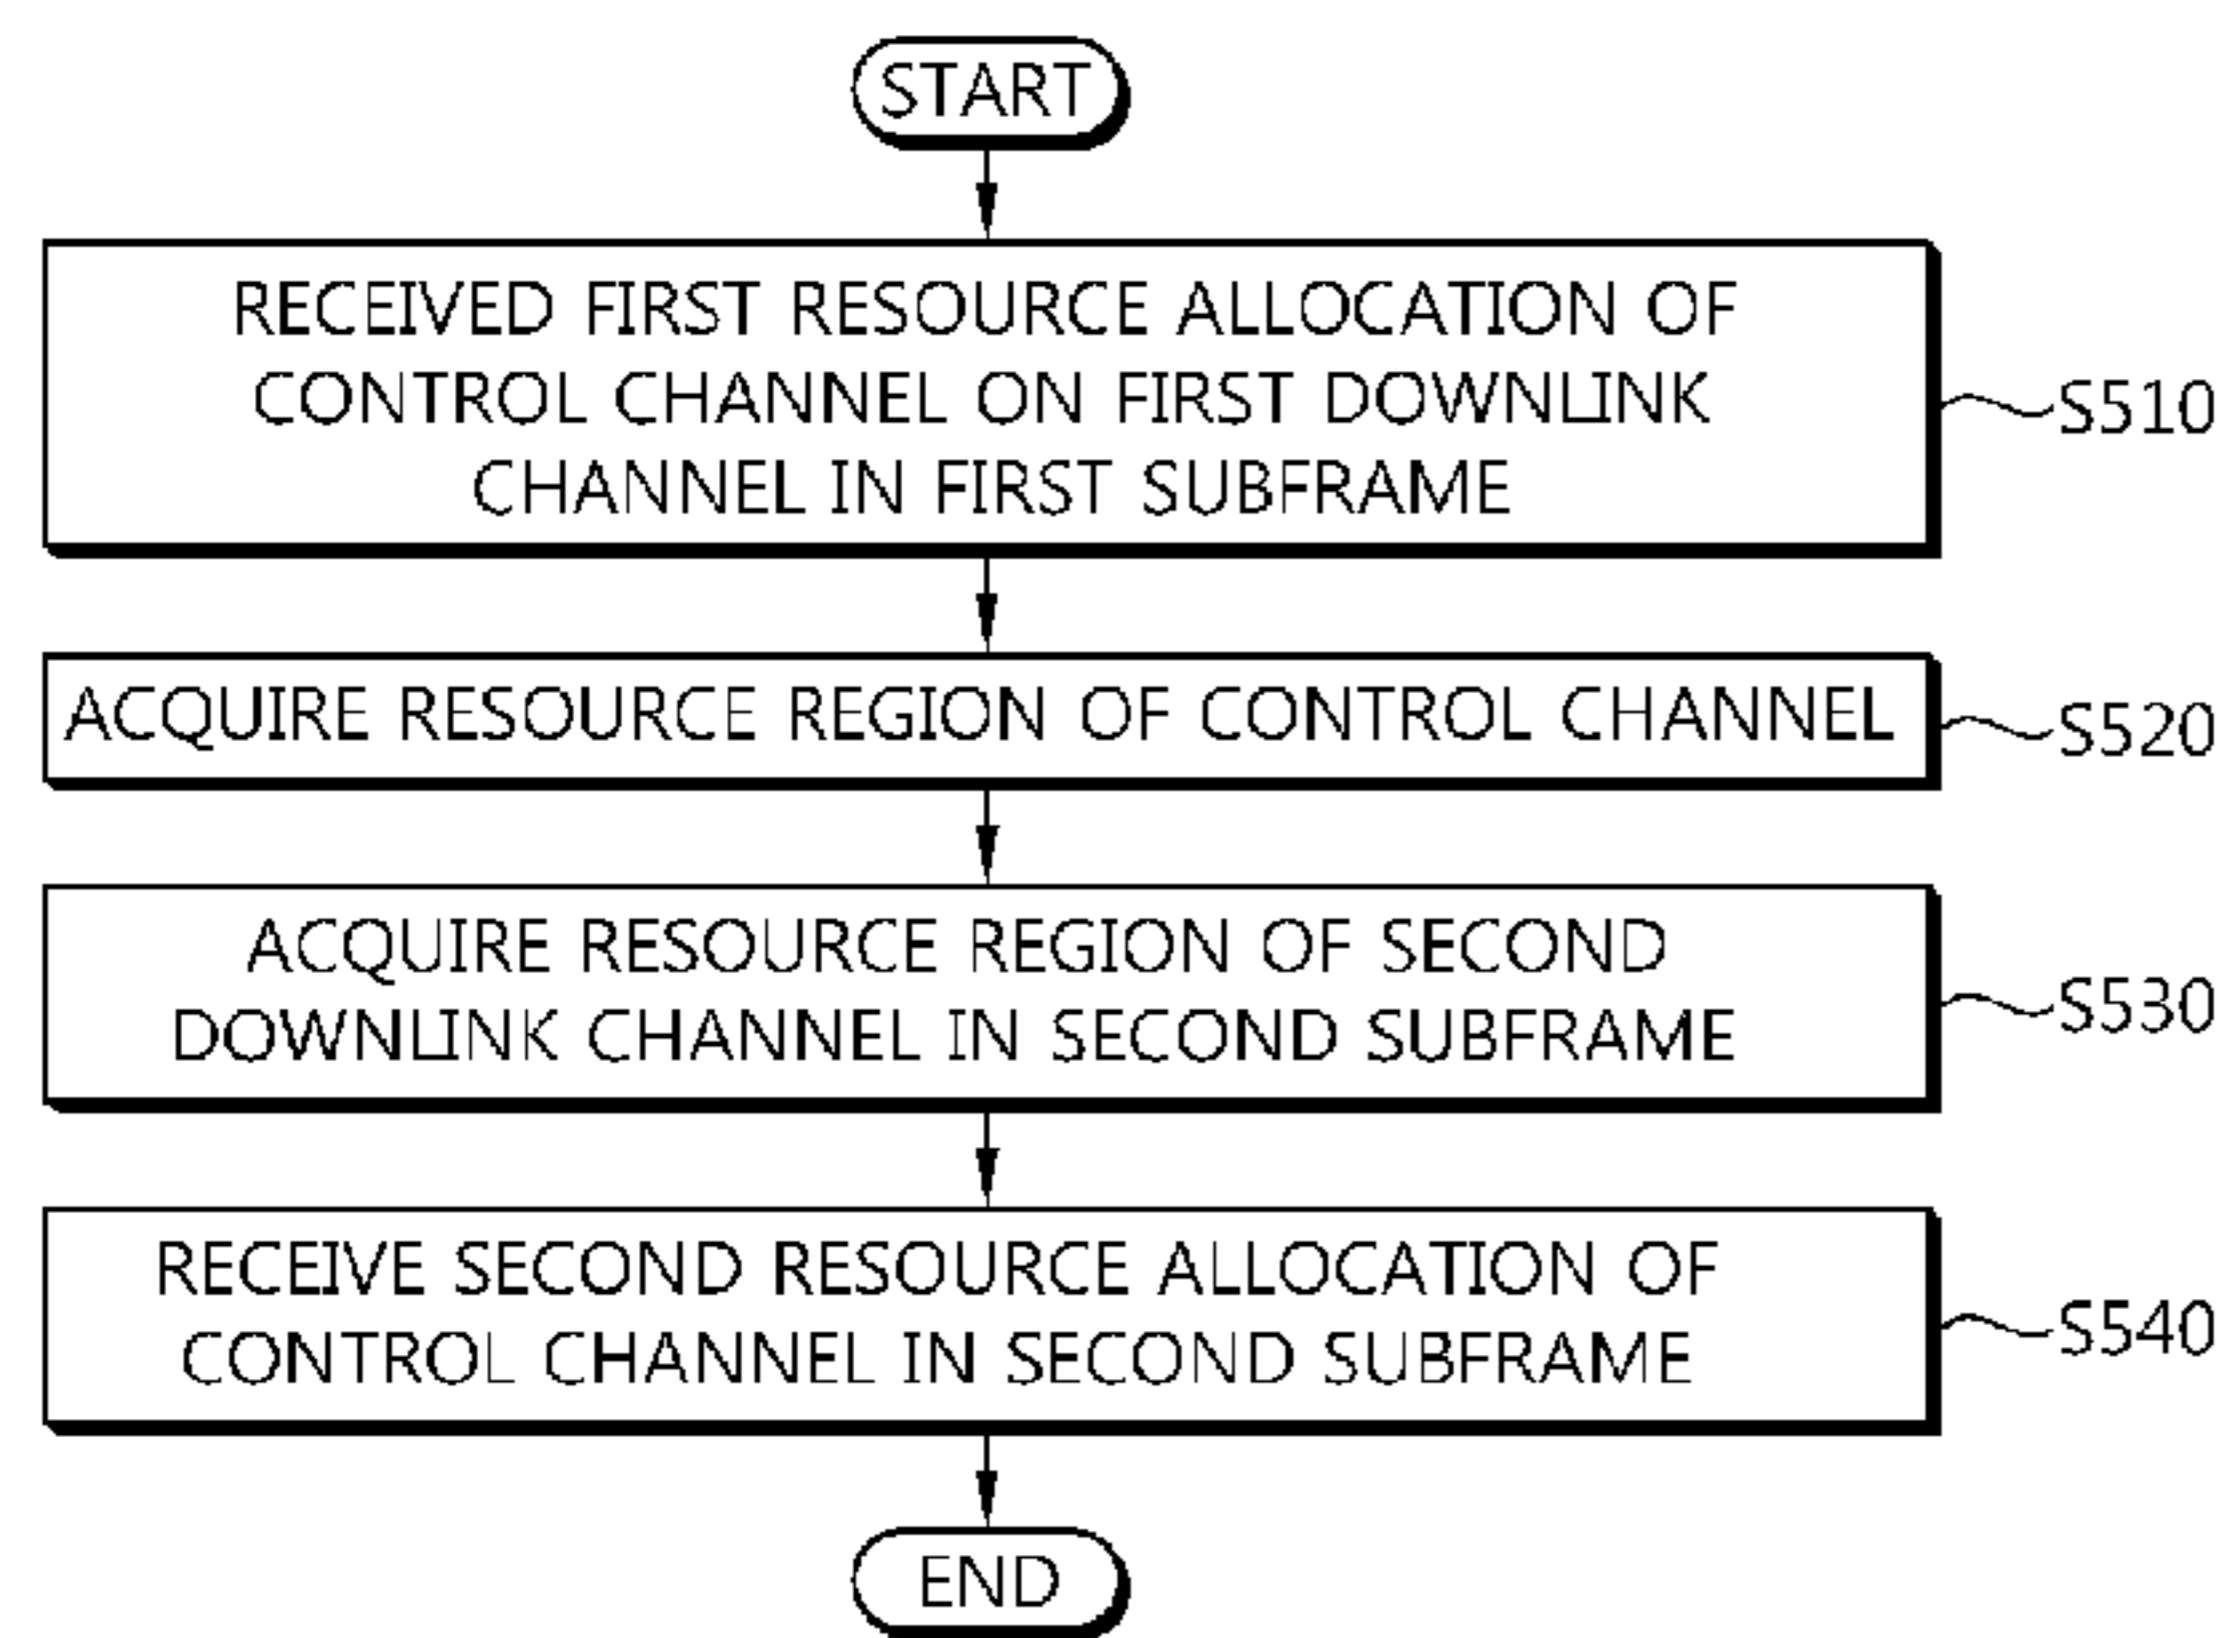 START
RECEIVED FIRST RESOURCE ALLOCATION OF
CONTROL CHANNEL ON FIRST DOWNLINK
CHANNEL IN FIRST SUBFRAME
S510
ACQUIRE RESOURCE REGION OF CONTROL CHANNEL
S520
ACQUIRE RESOURCE REGION OF SECOND
DOWNLINK CHANNEL IN SECOND SUBFRAME
S530
RECEIVE SECOND RESOURCE ALLOCATION OF
CONTROL CHANNEL IN SECOND SUBFRAME
S540
END